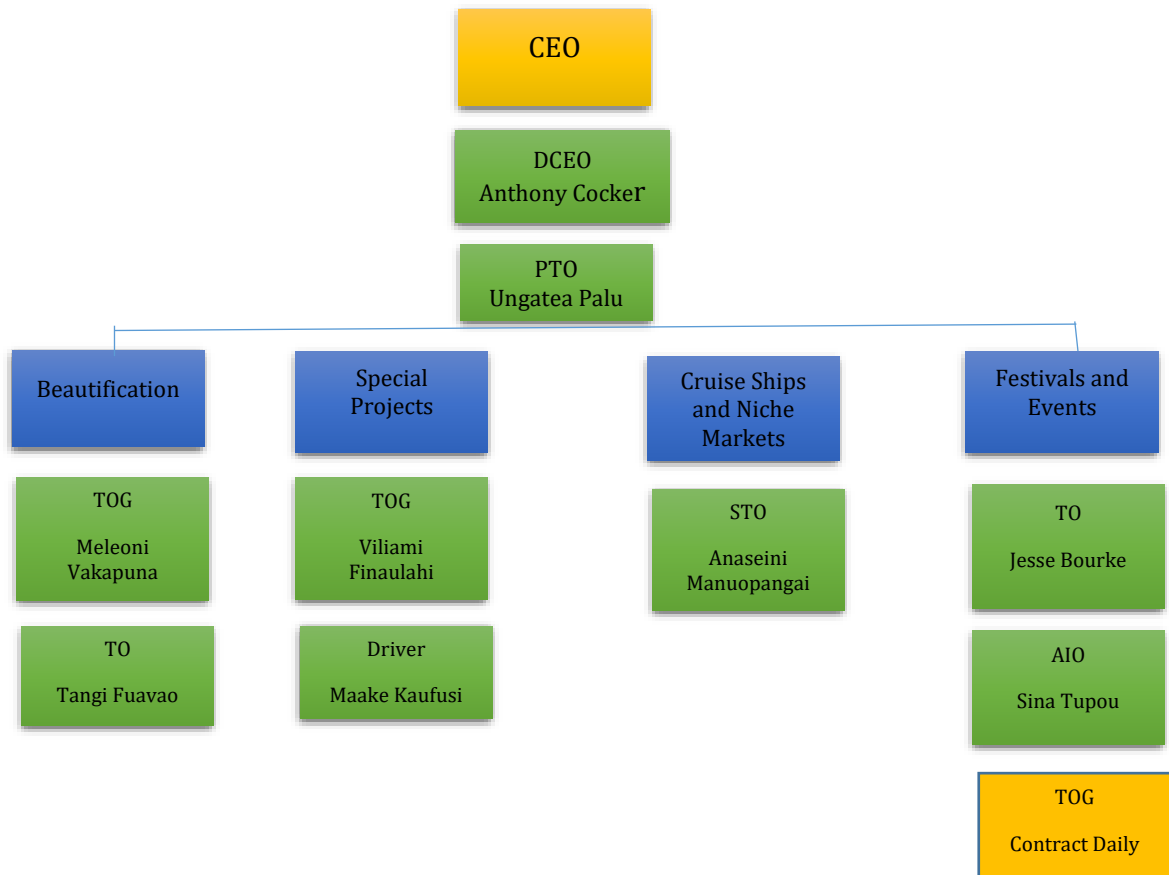 CEO
DCEO
Anthony Cocker
PTO
Ungatea Palu
Beautification
Special
Projects
Cruise Ships
and Niche
Markets
Festivals and
Events
TOG
Meleoni
Vakapuna
TOG
Viliami
Finaulahi
STO
Anaseini
Manuopangai
TO
Jesse Bourke
TO
Tangi Fuavao
Driver
Maake Kaufusi
AIO
Sina Tupou
TOG
Contract Daily